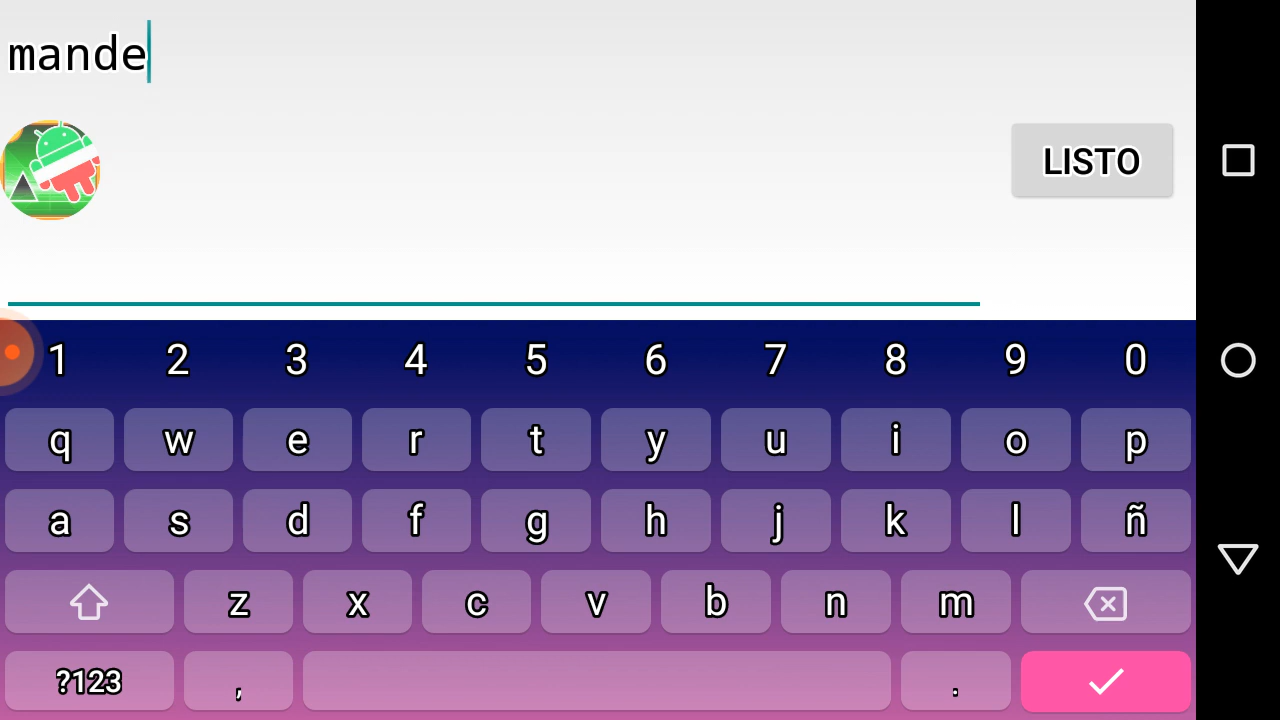 mande
LISTO
1 2 3 4 5 6 7 8 9 0
q w e r t y u i o p
a s d f g h j k l ñ
z x c v b n m
?123 , .